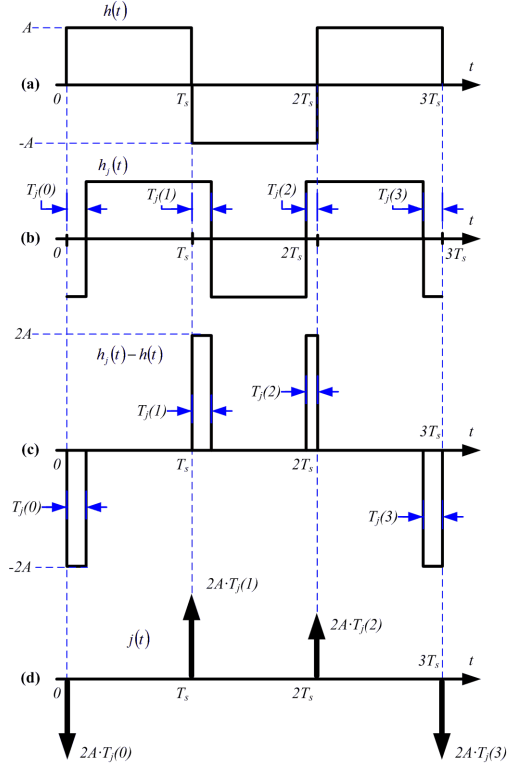 h(t)
A
t
(a)
0
T_s
2T_s
3T_s
-A
h_j(t)
T_j(0)
T_j(1)
T_j(2)
T_j(3)
t
(b)
0
T_s
2T_s
3T_s
2A
h_j(t) – h(t)
T_j(1)
T_j(2)
3T_s
t
(c)
0
T_s
2T_s
T_j(0)
T_j(3)
-2A
2A·T_j(1)
j(t)
2A·T_j(2)
3T_s
t
(d)
0
T_s
2T_s
2A·T_j(0)
2A·T_j(3)